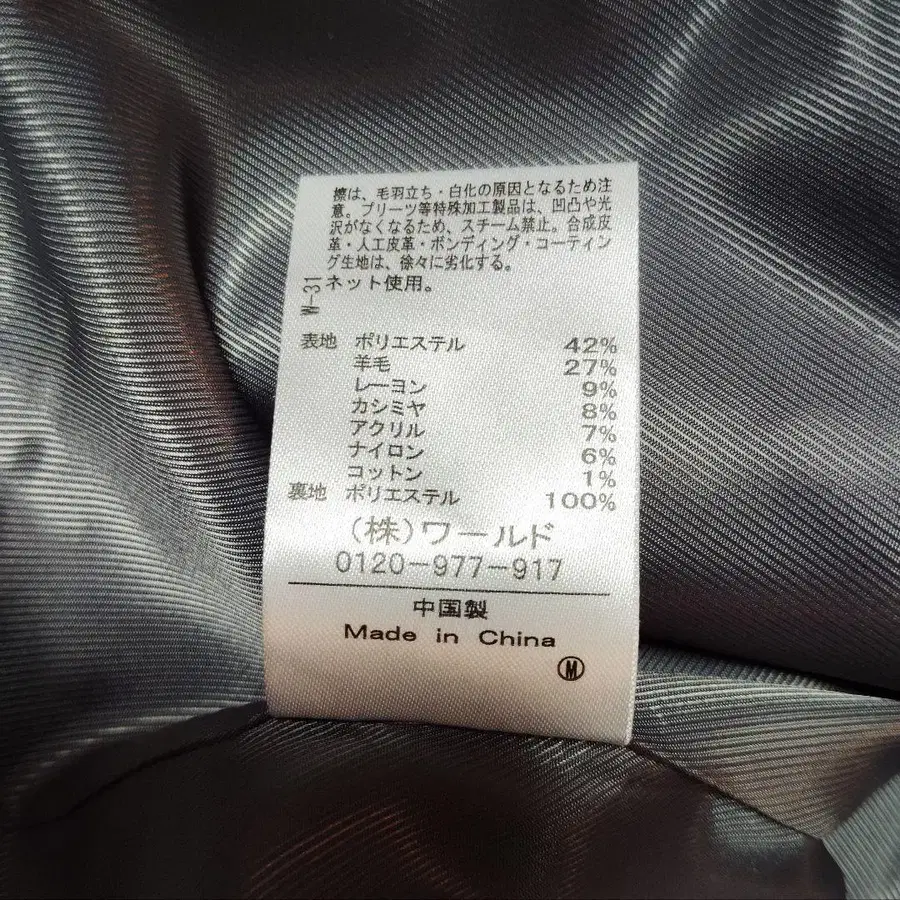 擦は、毛羽立ち・白化の原因となるため注
意。プリーツ等特殊加工製品は、凹凸や光
沢がなくなるため、スチーム禁止。合成皮
革・人工皮革・ボンディング・コーティン
グ生地は、徐々に劣化する。
ネット使用。
W-31
表地 ポリエステル 42%
羊毛 27%
レーヨン 9%
カシミヤ 8%
アクリル 7%
ナイロン 6%
コットン 1%
裏地 ポリエステル 100%
(株)ワールド
0120-977-917
中国製
Made in China
Ⓜ